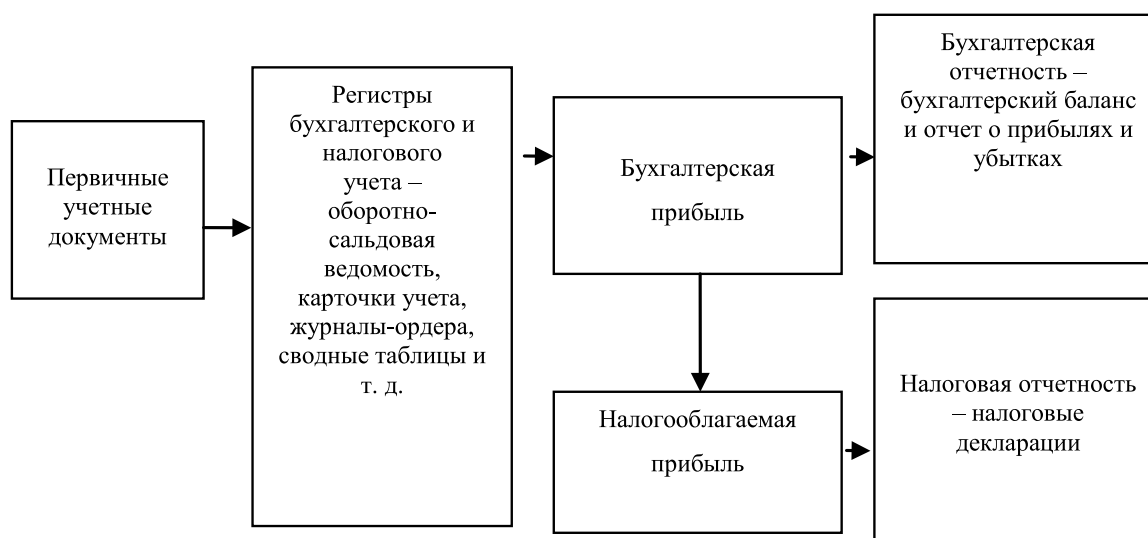 Первичные
учетные
документы
Регистры
бухгалтерского и
налогового
учета –
оборотно-
сальдовая
ведомость,
карточки учета,
журналы-ордера,
сводные таблицы и
т. д.
Бухгалтерская
прибыль
Бухгалтерская
отчетность –
бухгалтерский баланс
и отчет о прибылях и
убытках
Налогооблагаемая
прибыль
Налоговая отчетность
– налоговые
декларации